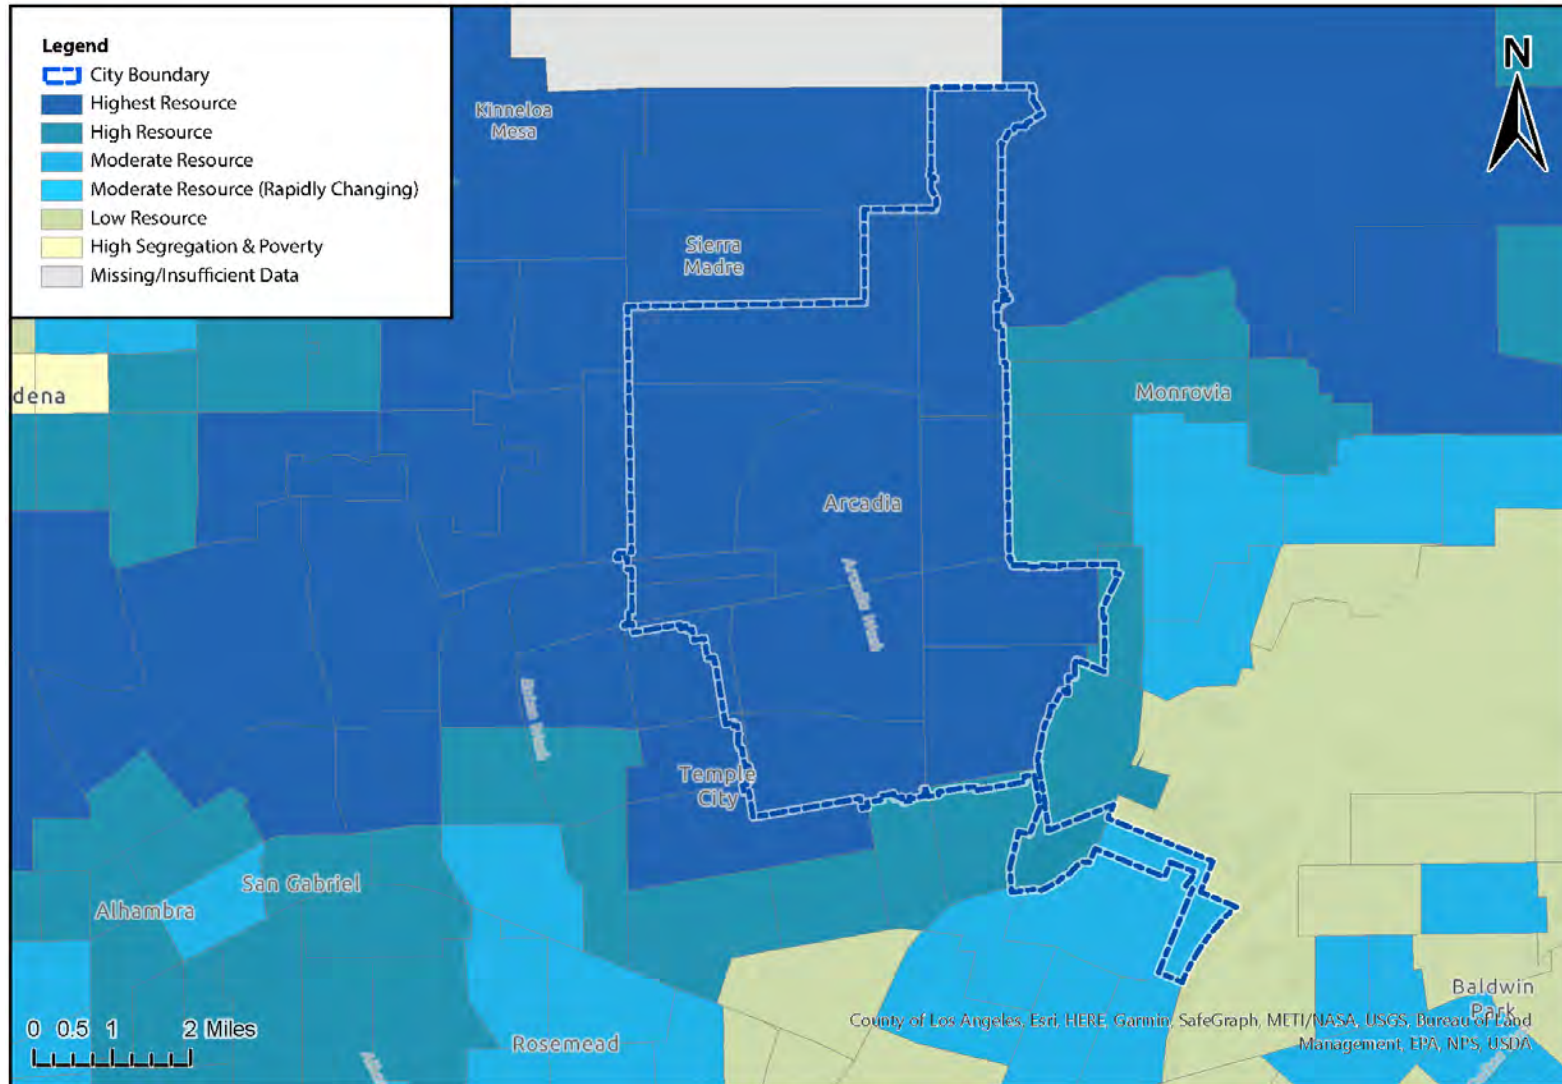 Legend
City Boundary
Highest Resource
High Resource
Moderate Resource
Moderate Resource (Rapidly Changing)
Low Resource
High Segregation & Poverty
Missing/Insufficient Data
N
Kinneloa
Mesa
Sierra
Madre
dena
Monrovia
Arcadia
Arcadia Wash
Wash
Temple
City
San Gabriel
Alhambra
Baldwin
Park
County of Los Angeles, Esri, HERE, Garmin, SafeGraph, METI/NASA, USGS, Bureau of Land
Management, EPA, NPS, USDA
0 0.5 1 2 Miles
Rosemead